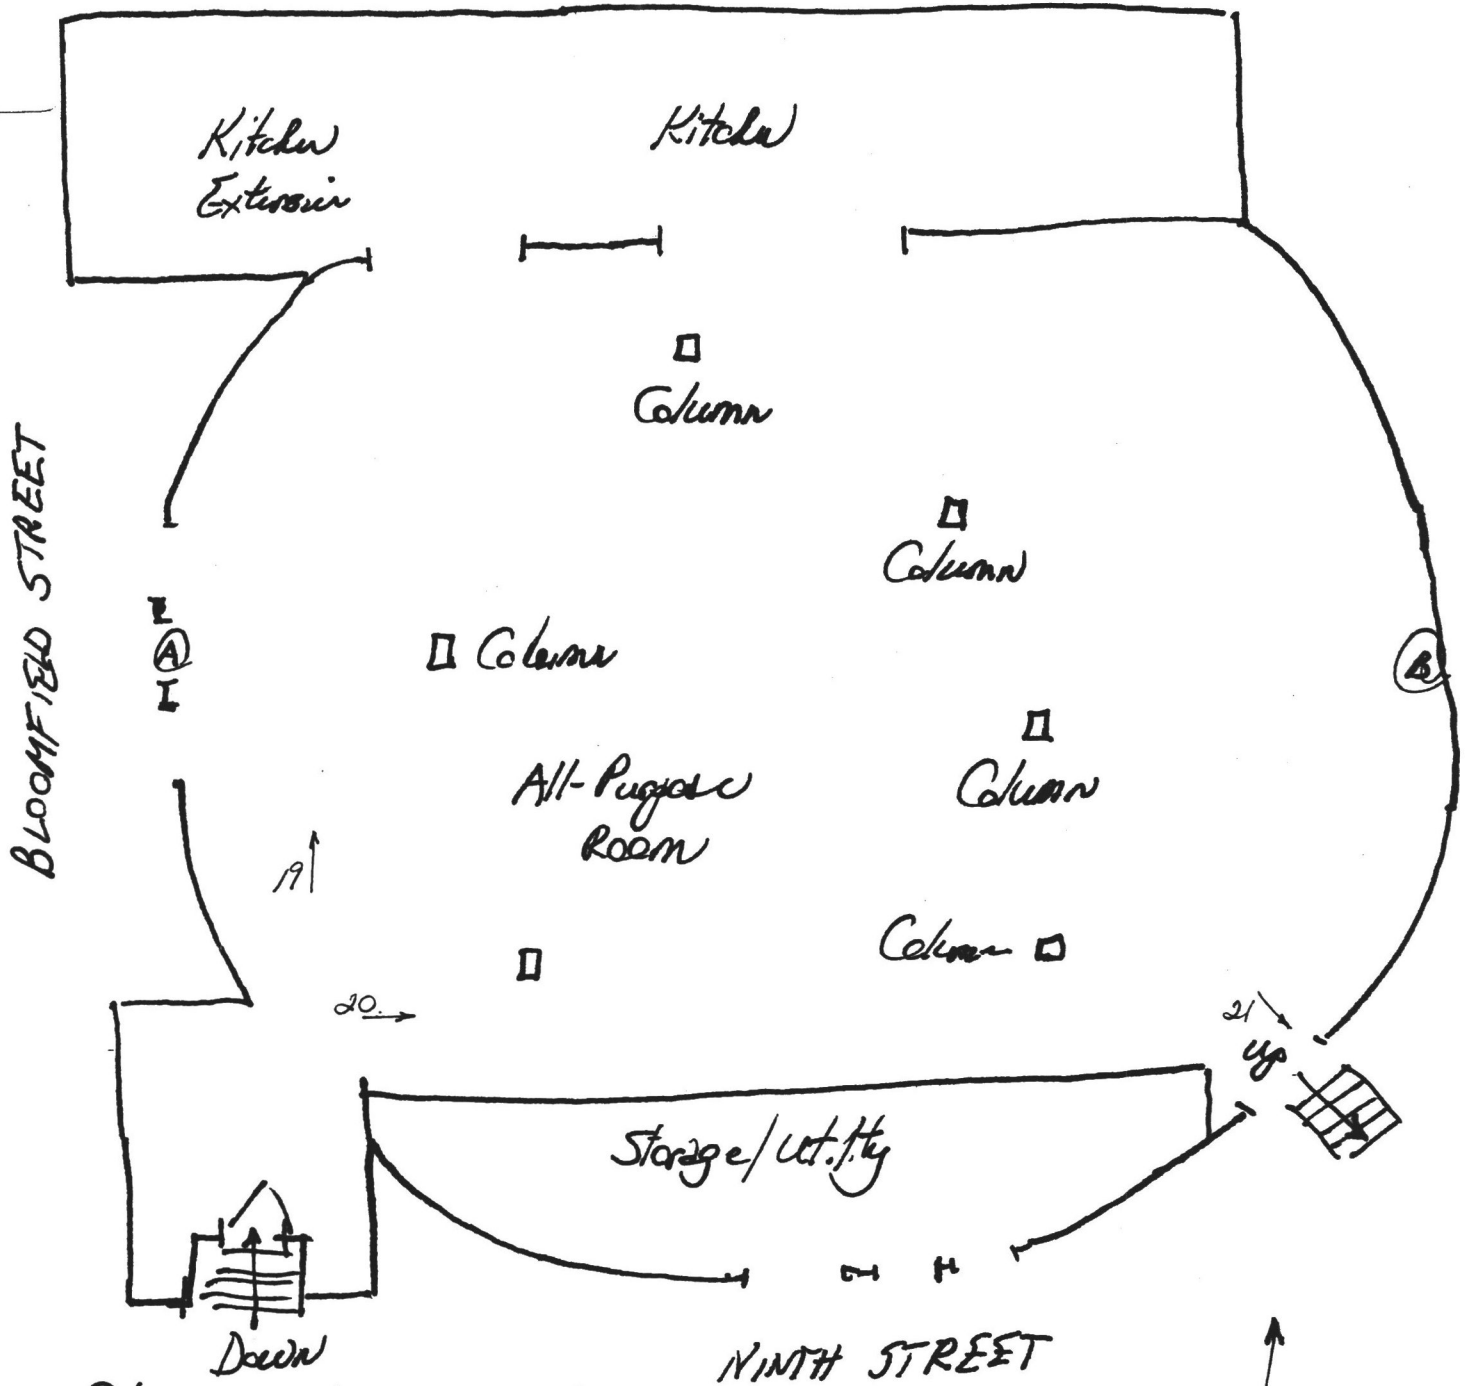 Kitchen
Extension
Kitchen
Column
Column
BLOOMFIELD STREET
A
Column
B
Column
All-Purpose
Room
19
Column
20.
21
Up
Storage/Utility
Down
NINTH STREET